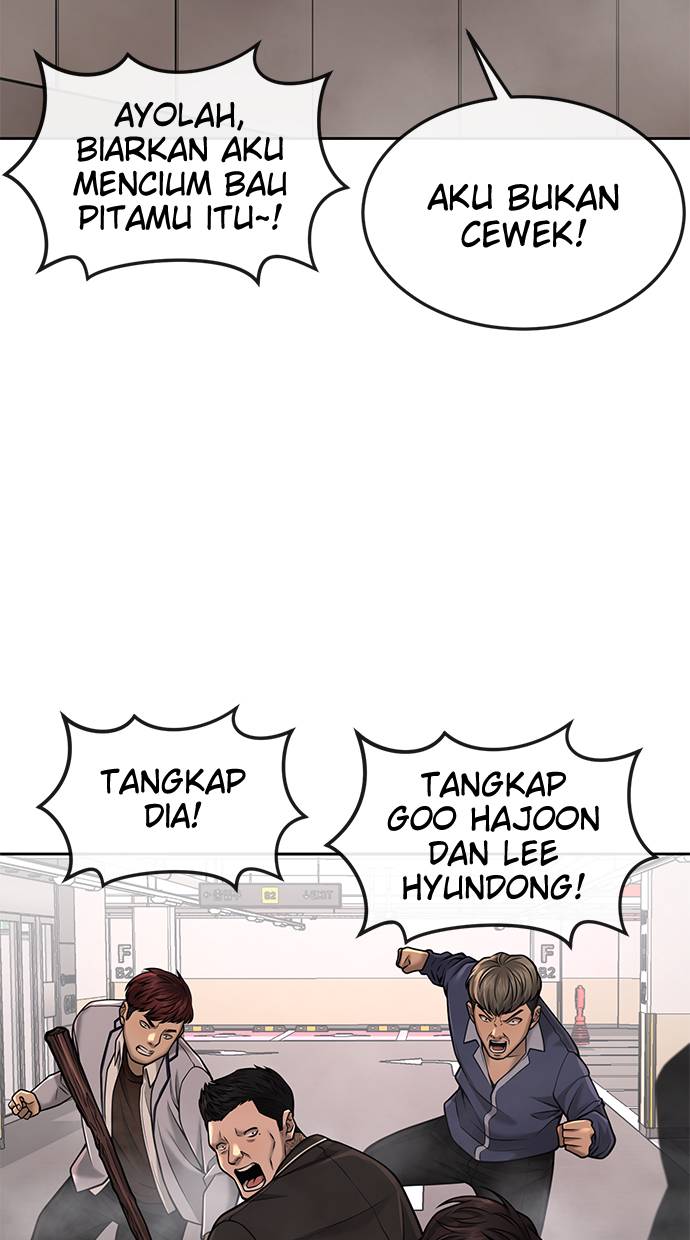 AYOLAH,
BIARKAN AKU
MENCIUM BAU
PITAMU ITU~!
AKU BUKAN
CEWEK!
TANGKAP
DIA!
TANGKAP
GOO HAJOON
DAN LEE
HYUNDONG!
B2
F
B2
F
B2